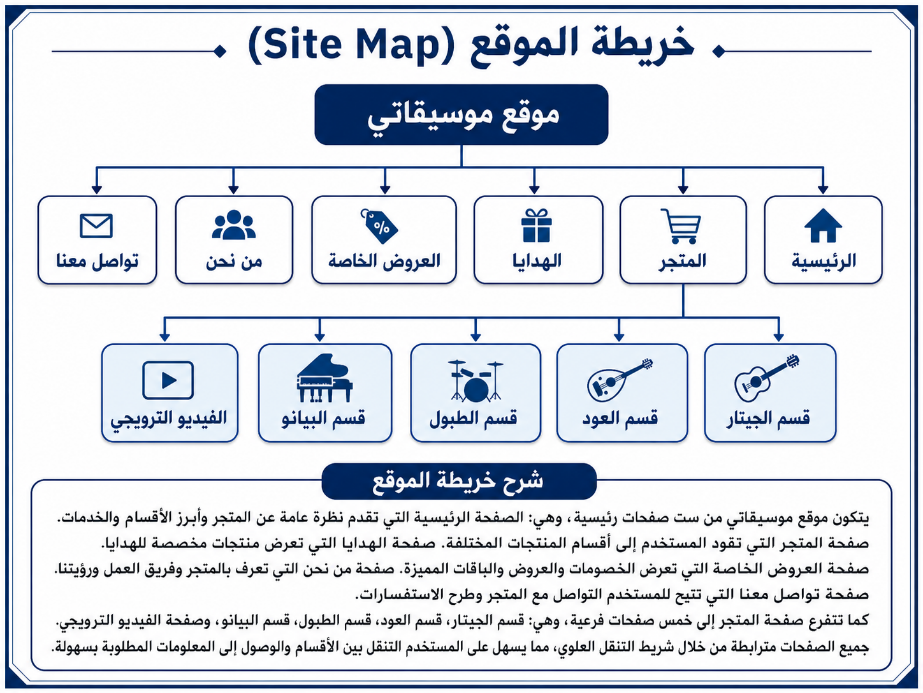 خريطة الموقع (Site Map)
موقع موسيقاتي
الرئيسية
المتجر
الهدايا
العروض الخاصة
%
من نحن
تواصل معنا
قسم الجيتار
قسم العود
قسم الطبول
قسم البيانو
الفيديو الترويجي
شرح خريطة الموقع
يتكون موقع موسيقاتي من ست صفحات رئيسية، وهي: الصفحة الرئيسية التي تقدم نظرة عامة عن المتجر وأبرز الأقسام والخدمات.
صفحة المتجر التي تقود المستخدم إلى أقسام المنتجات المختلفة. صفحة الهدايا التي تعرض منتجات مخصصة للهدايا.
صفحة العروض الخاصة التي تعرض الخصومات والعروض والباقات المميزة. صفحة من نحن التي تعرف بالمتجر وفريق العمل ورؤيتنا.
صفحة تواصل معنا التي تتيح للمستخدم التواصل مع المتجر وطرح الاستفسارات.
كما تتفرع صفحة المتجر إلى خمس صفحات فرعية، وهي: قسم الجيتار، قسم العود، قسم الطبول، قسم البيانو، وصفحة الفيديو الترويجي.
جميع الصفحات مترابطة من خلال شريط التنقل العلوي، مما يسهل على المستخدم التنقل بين الأقسام والوصول إلى المعلومات المطلوبة بسهولة.